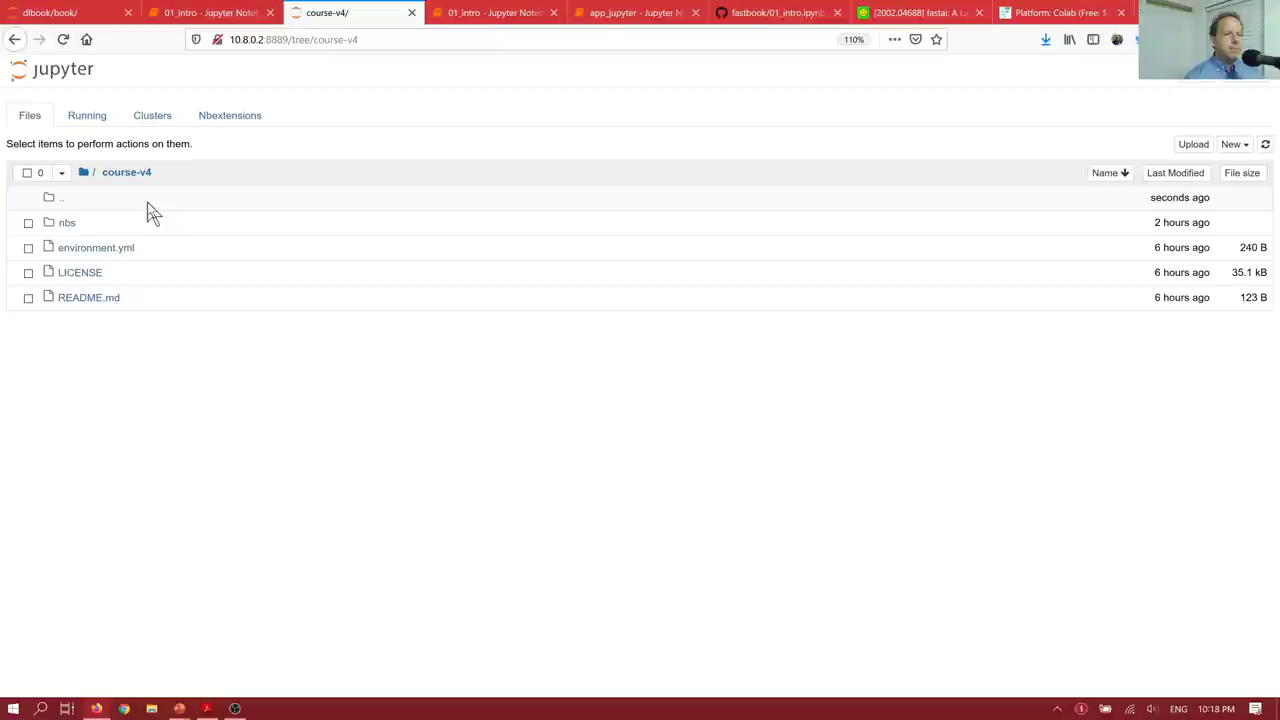 dlbook/book/
01_intro - Jupyter Noteb
course-v4/
01_intro - Jupyter Notem
app_jupyter - Jupyter N
fastbook/01_intro.ipynb
[2002.04688] fastai: A La
Platform: Colab (Free: S
10.8.0.2:8889/tree/course-v4
110%
jupyter
Files
Running
Clusters
Nbextensions
Select items to perform actions on them.
Upload
New
0
/ course-v4
Name
Last Modified
File size
..
seconds ago
nbs
2 hours ago
environment.yml
6 hours ago
240 B
LICENSE
6 hours ago
35.1 kB
README.md
6 hours ago
123 B
ENG
10:18 PM